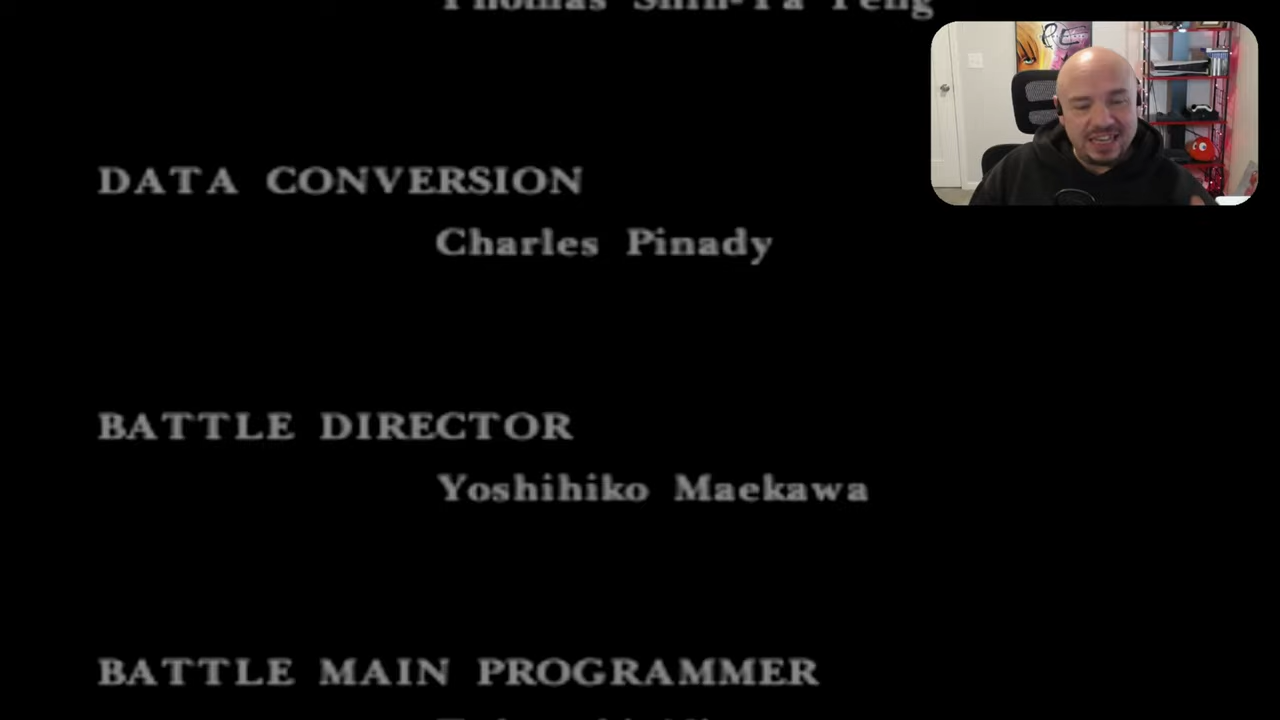 DATA CONVERSION
Charles Pinady
BATTLE DIRECTOR
Yoshihiko Maekawa
BATTLE MAIN PROGRAMMER